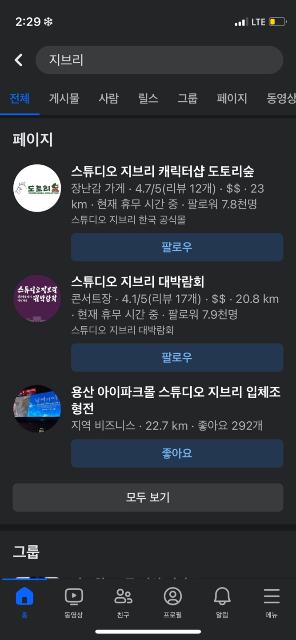 2:29
LTE
지브리
전체 게시물 사람 릴스 그룹 페이지 동영상
페이지
도토리숲
스튜디오 지브리 캐릭터샵 도토리숲
장난감 가게 · 4.7/5(리뷰 12개) · $$ · 23
km · 현재 휴무 시간 중 · 팔로워 7.8천명
스튜디오 지브리 한국 공식몰
팔로우
스튜디오 지브리
대박람회
스튜디오 지브리 대박람회
콘서트장 · 4.1/5(리뷰 17개) · $$ · 20.8 km
· 현재 휴무 시간 중 · 팔로워 7.9천명
스튜디오 지브리 대박람회
팔로우
용산 아이파크몰 스튜디오 지브리 입체조
형전
지역 비즈니스 · 22.7 km · 좋아요 292개
좋아요
모두 보기
그룹
홈 동영상 친구 프로필 알림 메뉴